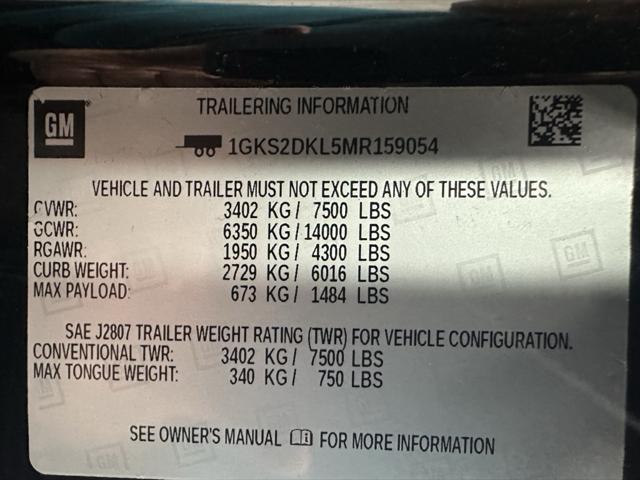 GM
TRAILERING INFORMATION
1GKS2DKL5MR159054
VEHICLE AND TRAILER MUST NOT EXCEED ANY OF THESE VALUES.
GVWR: 3402 KG/ 7500 LBS
GCWR: 6350 KG/14000 LBS
RGAWR: 1950 KG/ 4300 LBS
CURB WEIGHT: 2729 KG/ 6016 LBS
MAX PAYLOAD: 673 KG/ 1484 LBS
SAE J2807 TRAILER WEIGHT RATING (TWR) FOR VEHICLE CONFIGURATION.
CONVENTIONAL TWR: 3402 KG/ 7500 LBS
MAX TONGUE WEIGHT: 340 KG/ 750 LBS
SEE OWNER'S MANUAL FOR MORE INFORMATION